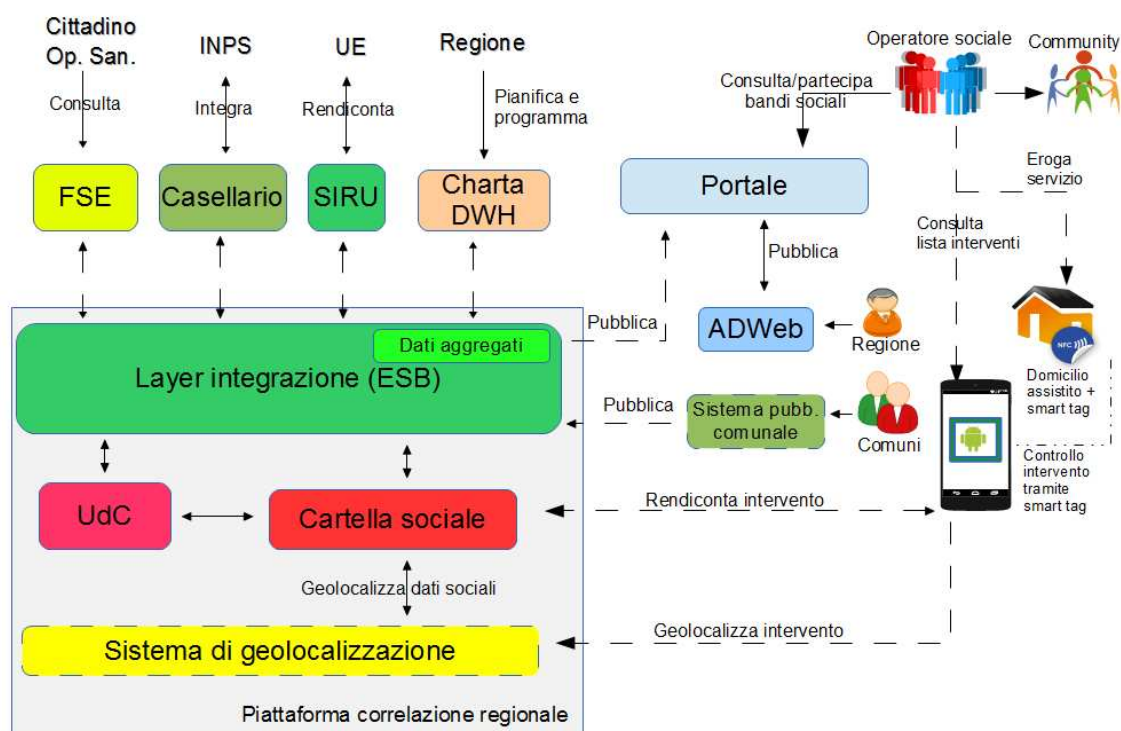 Cittadino
Op. San.
INPS
UE
Regione
Operatore sociale
Community
Consulta
Integra
Rendiconta
Pianifica e
programma
Consulta/partecipa
bandi sociali
FSE
Casellario
SIRU
Charta
DWH
Portale
Eroga
servizio
Consulta
lista interventi
Pubblica
Pubblica
ADWeb
Regione
NFC
Dati aggregati
Layer integrazione (ESB)
Domicilio
assistito +
smart tag
Pubblica
Sistema pubb.
comunale
Comuni
Controllo
intervento
tramite
smart tag
UdC
Cartella sociale
Rendiconta intervento
Geolocalizza dati sociali
Sistema di geolocalizzazione
Geolocalizza intervento
Piattaforma correlazione regionale